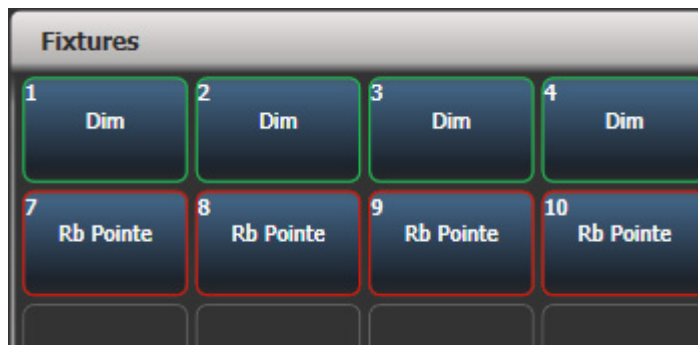 Fixtures
1 2 3 4
Dim Dim Dim Dim
7 8 9 10
Rb Pointe Rb Pointe Rb Pointe Rb Pointe